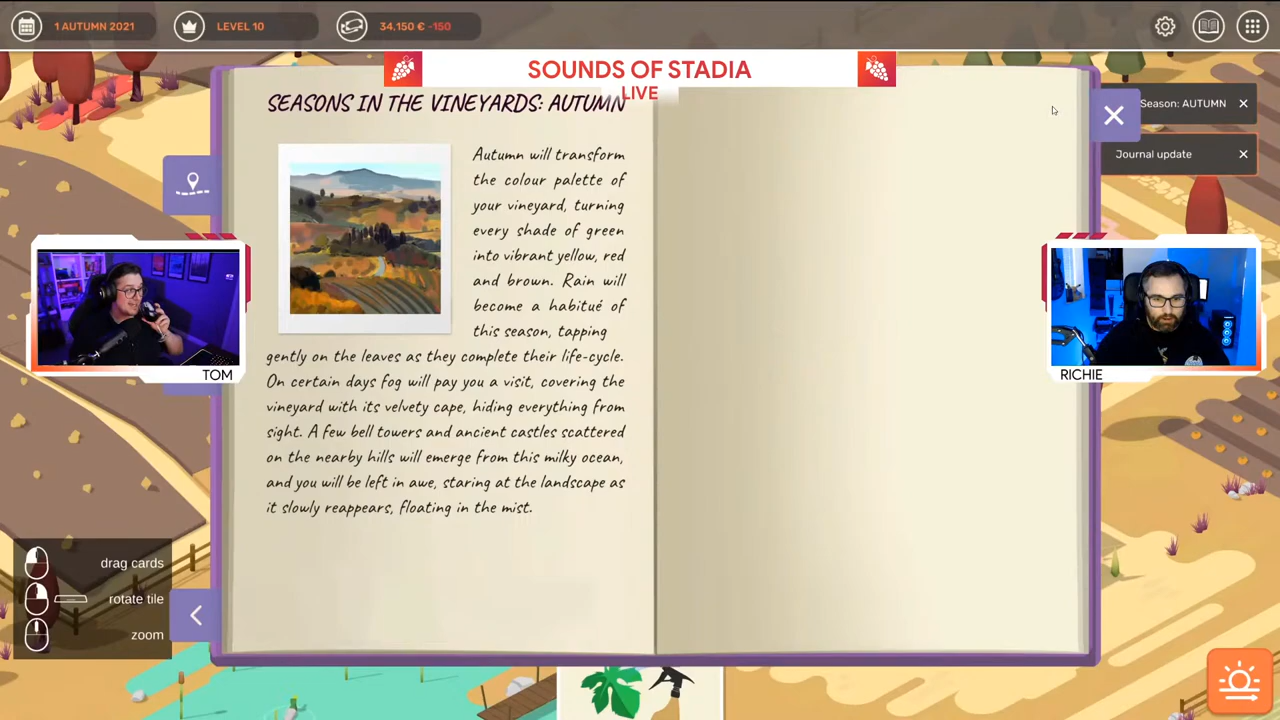 1 AUTUMN 2021
LEVEL 10
34.150 € -150
SOUNDS OF STADIA
LIVE
SEASONS IN THE VINEYARDS: AUTUMN
Autumn will transform
the colour palette of
your vineyard, turning
every shade of green
into vibrant yellow, red
and brown. Rain will
become a habitué of
this season, tapping
gently on the leaves as they complete their life-cycle.
On certain days fog will pay you a visit, covering the
vineyard with its velvety cape, hiding everything from
sight. A few bell towers and ancient castles scattered
on the nearby hills will emerge from this milky ocean,
and you will be left in awe, staring at the landscape as
it slowly reappears, floating in the mist.
Season: AUTUMN
Journal update
TOM
RICHIE
drag cards
rotate tile
zoom